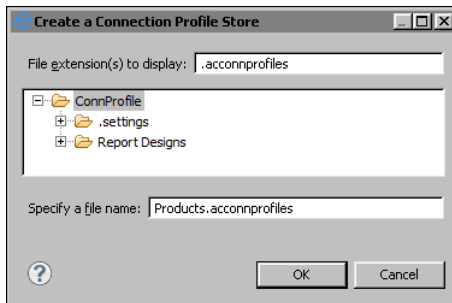 Create a Connection Profile Store
File extension(s) to display: .acconnprofiles
ConnProfile
.settings
Report Designs
Specify a file name: Products.acconnprofiles
?
OK Cancel